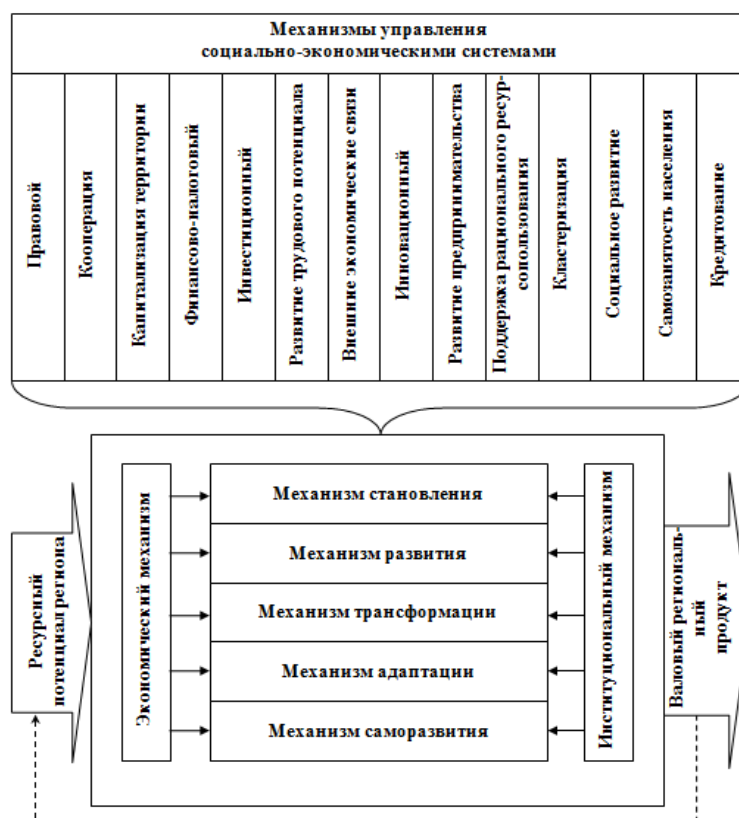 Механизмы управления
социально-экономическими системами
Правовой
Кооперация
Капитализация территории
Финансово-налоговый
Инвестиционный
Развитие трудового потенциала
Внешние экономические связи
Инновационный
Развитие предпринимательства
Поддержка рационального ресур-
сопользования
Кластеризация
Социальное развитие
Самозанятость населения
Кредитование
Ресурсный
потенциал региона
Экономический механизм
Механизм становления
Механизм развития
Механизм трансформации
Механизм адаптации
Механизм саморазвития
Институциональный механизм
Валовый региональ-
ный
продукт